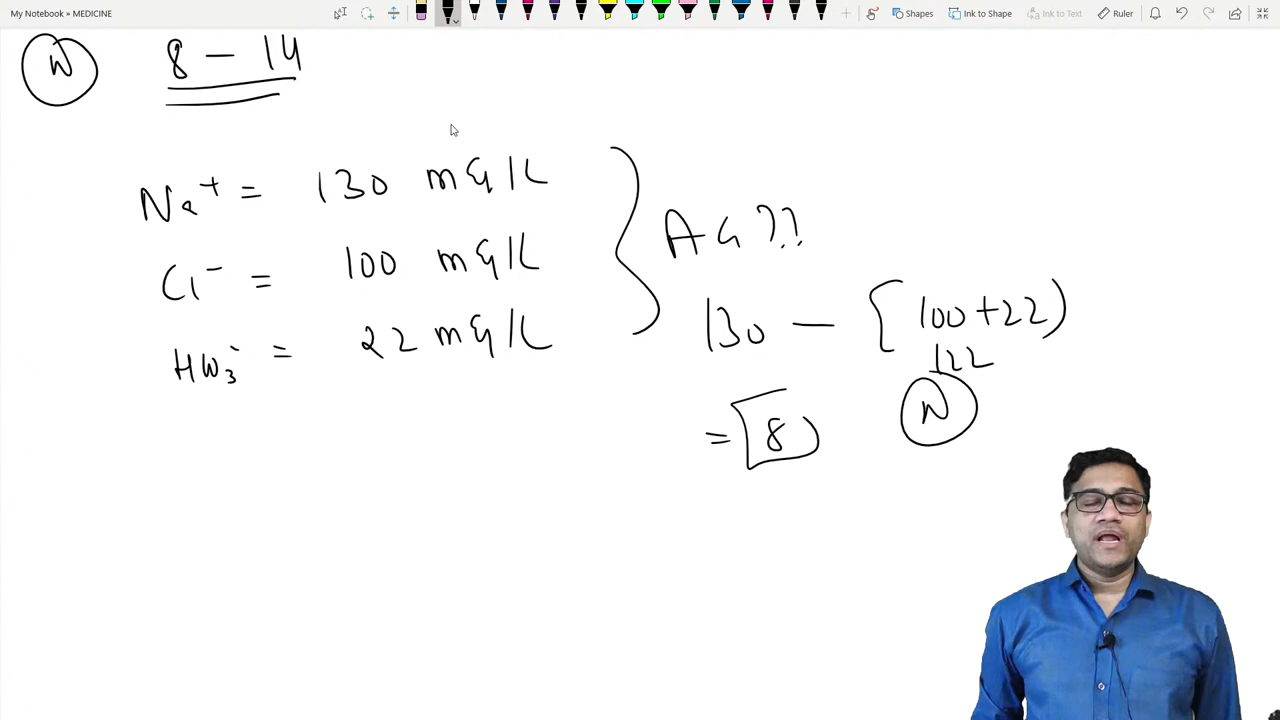 My Notebook » MEDICINE
Shapes Ink to Shape Ink to Text Ruler
N 8 – 14
Na+ = 130 mEq/L
Cl- = 100 mEq/L
HCO3- = 22 mEq/L
AG ??
130 – [100+22)
122
= 8 N